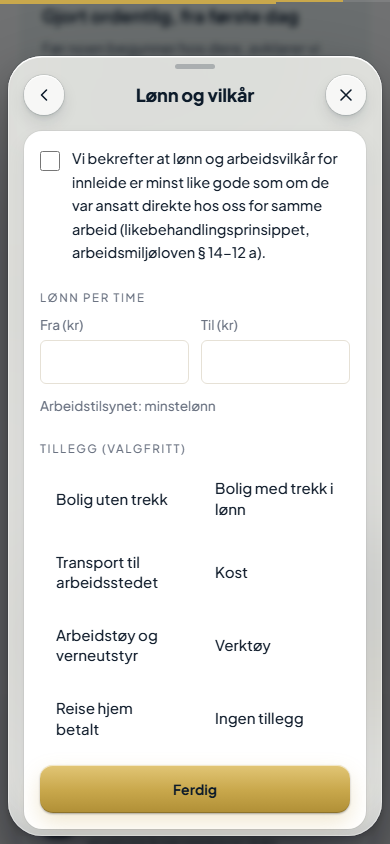 Gjort ordentlig, fra første dag
Lønn og vilkår
Vi bekrefter at lønn og arbeidsvilkår for
innleide er minst like gode som om de
var ansatt direkte hos oss for samme
arbeid (likebehandlingsprinsippet,
arbeidsmiljøloven § 14–12 a).
LØNN PER TIME
Fra (kr)
Til (kr)
Arbeidstilsynet: minstelønn
TILLEGG (VALGFRITT)
Bolig uten trekk
Bolig med trekk i
lønn
Transport til
arbeidsstedet
Kost
Arbeidstøy og
verneutstyr
Verktøy
Reise hjem
betalt
Ingen tillegg
Ferdig